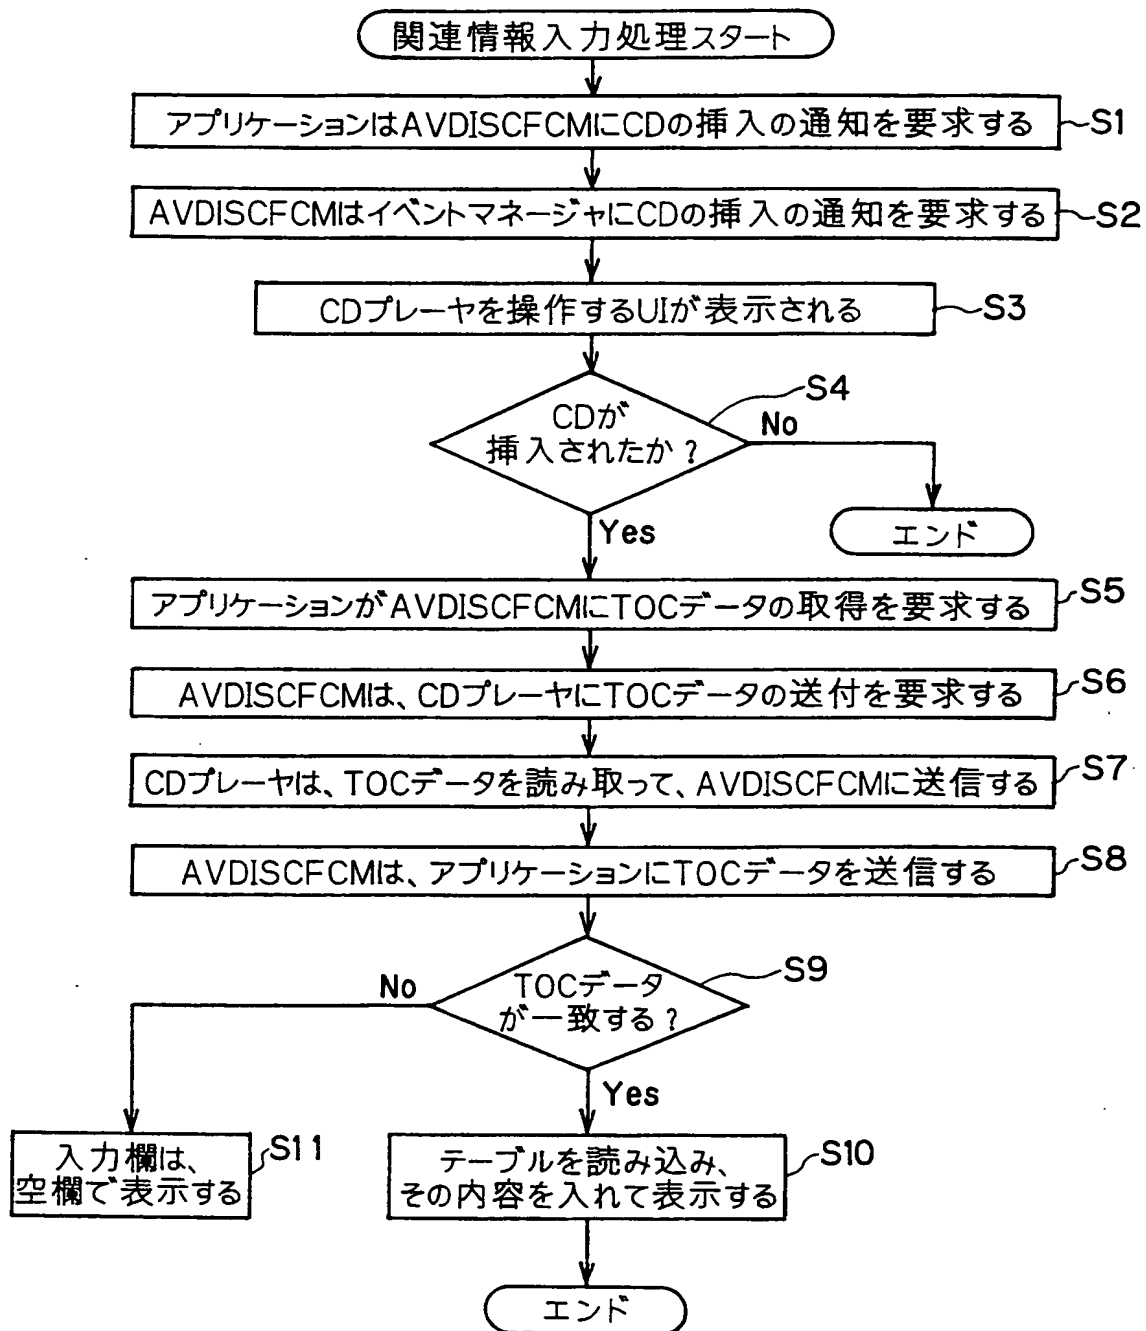 関連情報入力処理スタート
アプリケーションはAVDISCFCMにCDの挿入の通知を要求する
S1
AVDISCFCMはイベントマネージャにCDの挿入の通知を要求する
S2
CDプレーヤを操作するUIが表示される
S3
CDが
挿入されたか?
S4
No
エンド
Yes
アプリケーションがAVDISCFCMにTOCデータの取得を要求する
S5
AVDISCFCMは、CDプレーヤにTOCデータの送付を要求する
S6
CDプレーヤは、TOCデータを読み取って、AVDISCFCMに送信する
S7
AVDISCFCMは、アプリケーションにTOCデータを送信する
S8
TOCデータ
が一致する?
S9
No
Yes
入力欄は、
空欄で表示する
S11
テーブルを読み込み、
その内容を入れて表示する
S10
エンド